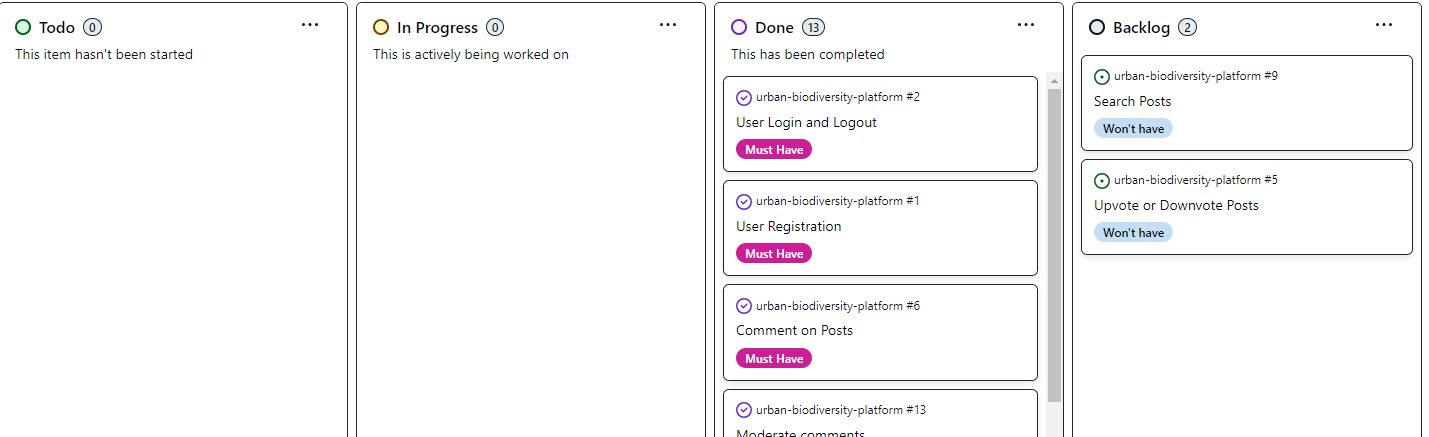 Todo 0
This item hasn't been started
In Progress 0
This is actively being worked on
Done 13
This has been completed
urban-biodiversity-platform #2
User Login and Logout
Must Have
urban-biodiversity-platform #1
User Registration
Must Have
urban-biodiversity-platform #6
Comment on Posts
Must Have
urban-biodiversity-platform #13
Moderate comments
Backlog 2
urban-biodiversity-platform #9
Search Posts
Won't have
urban-biodiversity-platform #5
Upvote or Downvote Posts
Won't have